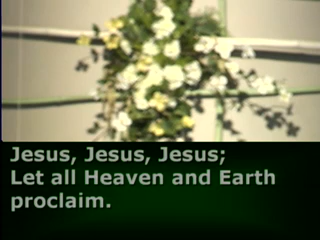 Jesus, Jesus, Jesus;
Let all Heaven and Earth
proclaim.